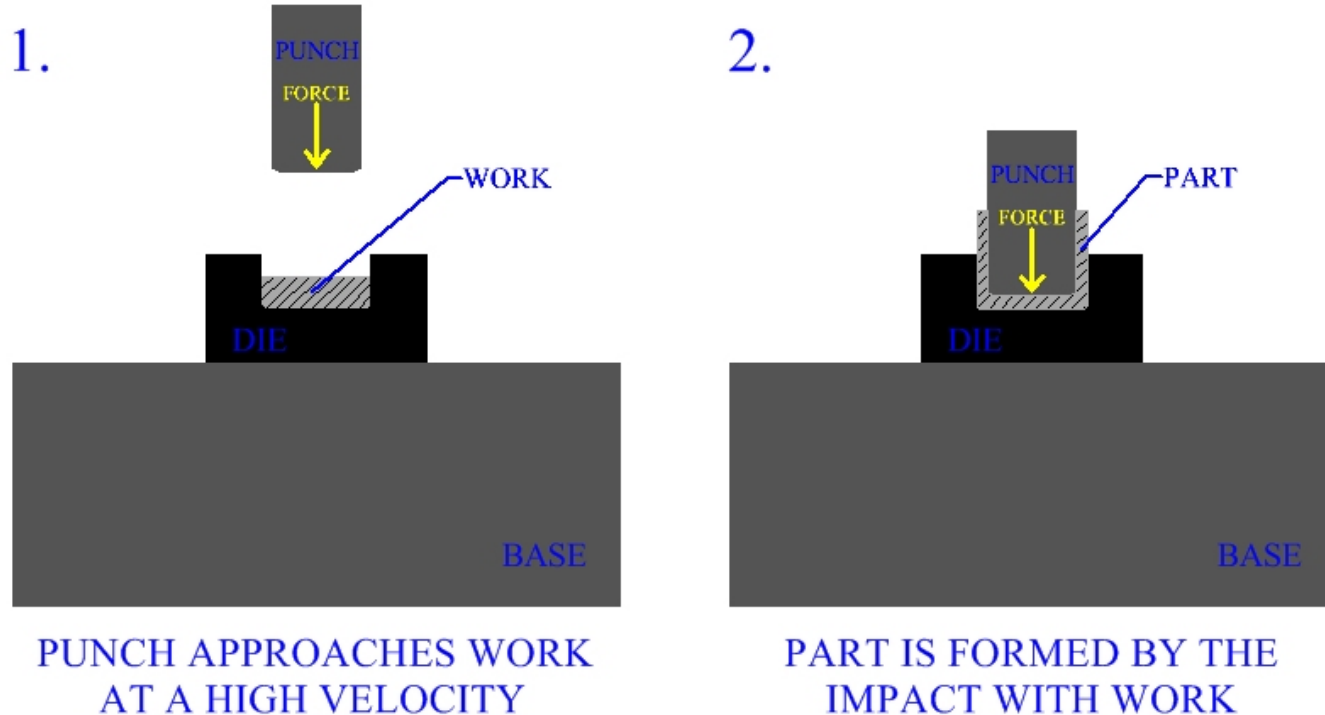 1.
PUNCH
FORCE
WORK
DIE
BASE
PUNCH APPROACHES WORK
AT A HIGH VELOCITY
2.
PUNCH
FORCE
PART
DIE
BASE
PART IS FORMED BY THE
IMPACT WITH WORK